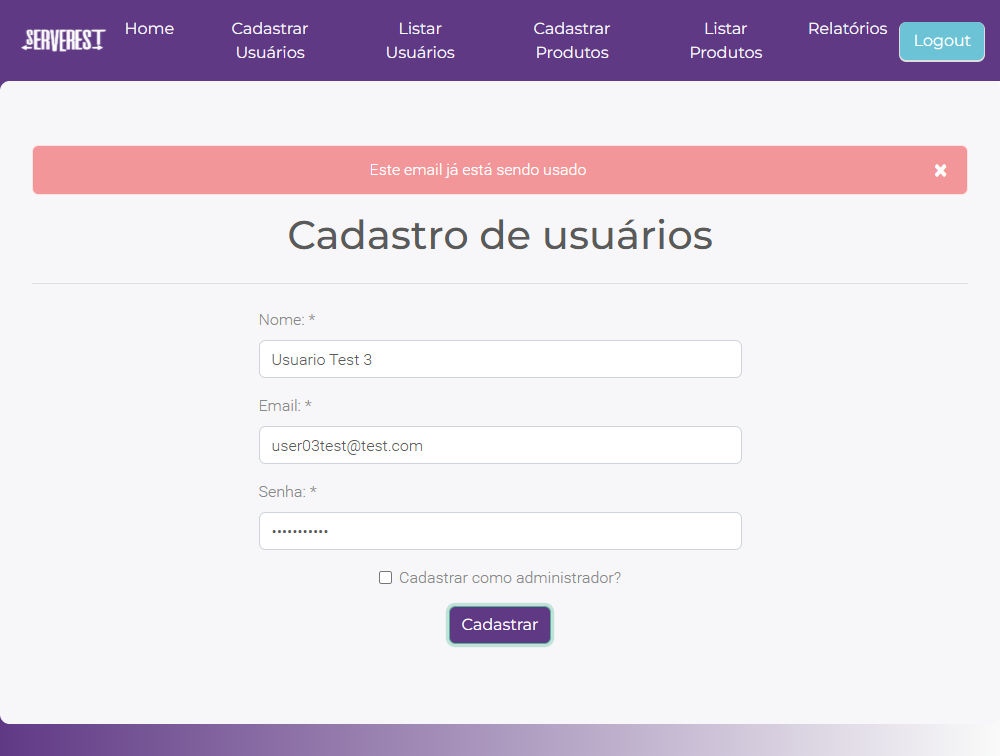 SERVEREST
Home
Cadastrar
Usuários
Listar
Usuários
Cadastrar
Produtos
Listar
Produtos
Relatórios
Logout
Este email já está sendo usado
×
Cadastro de usuários
Nome: *
Usuario Test 3
Email: *
user03test@test.com
Senha: *
•••••••••••
Cadastrar como administrador?
Cadastrar